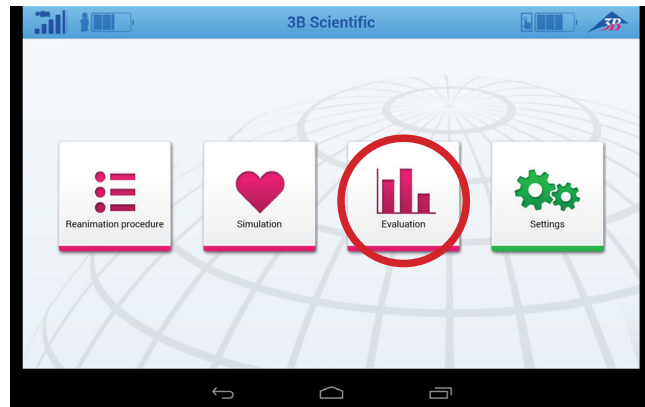 3B Scientific
3B
Reanimation procedure
Simulation
Evaluation
Settings